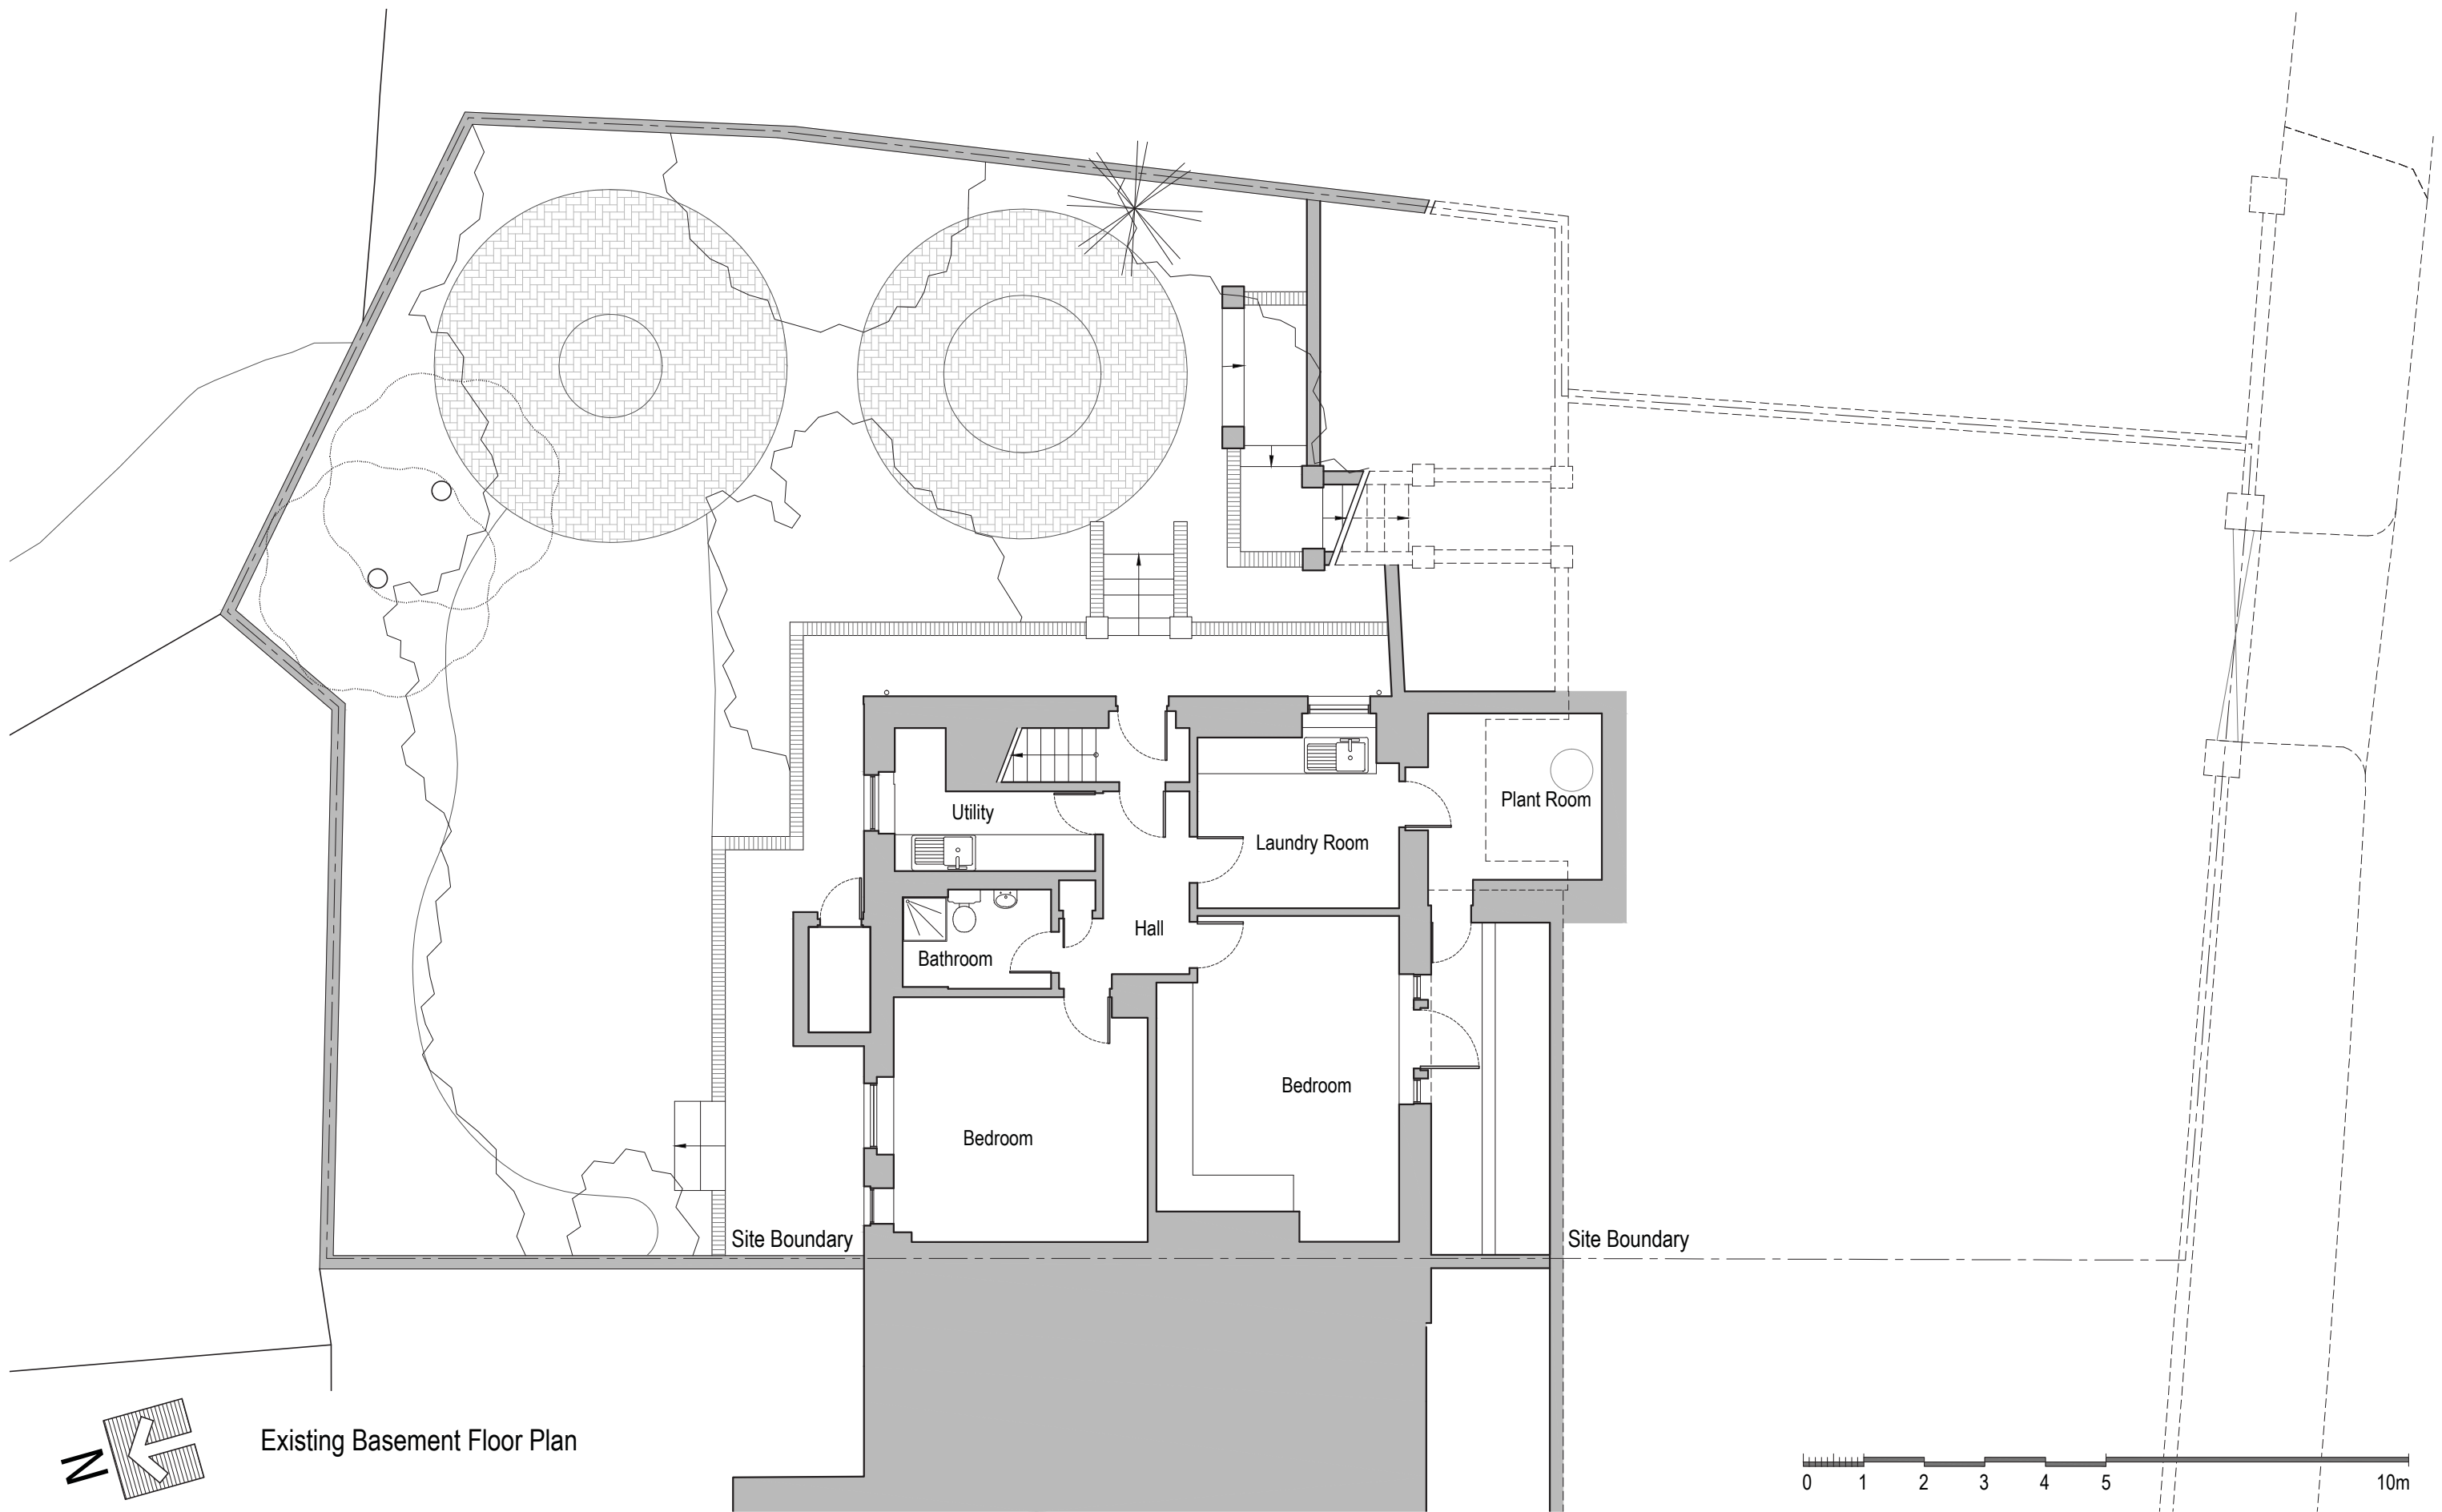 Utility
Plant Room
Laundry Room
Hall
Bathroom
Bedroom
Bedroom
Site Boundary
Site Boundary
N
Existing Basement Floor Plan
0 1 2 3 4 5 10m